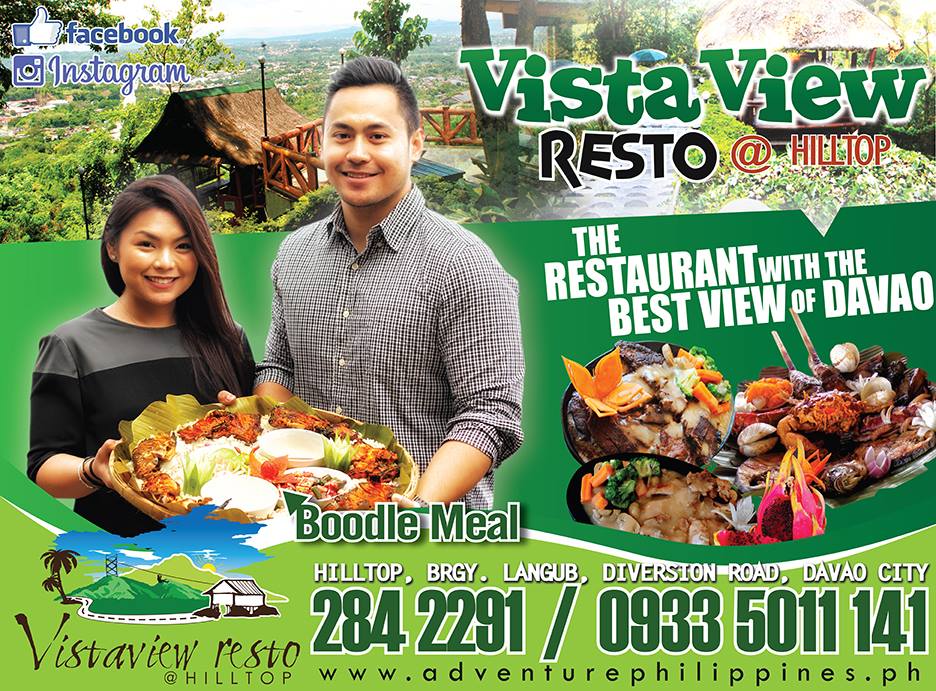 facebook
Instagram
Vista View
RESTO @ HILLTOP
THE
RESTAURANT WITH THE
BEST VIEW OF DAVAO
Boodle Meal
HILLTOP, BRGY. LANGUB, DIVERSION ROAD, DAVAO CITY
284 2291 / 0933 5011 141
www.adventurephilippines.ph
Vistaview resto
@HILLTOP